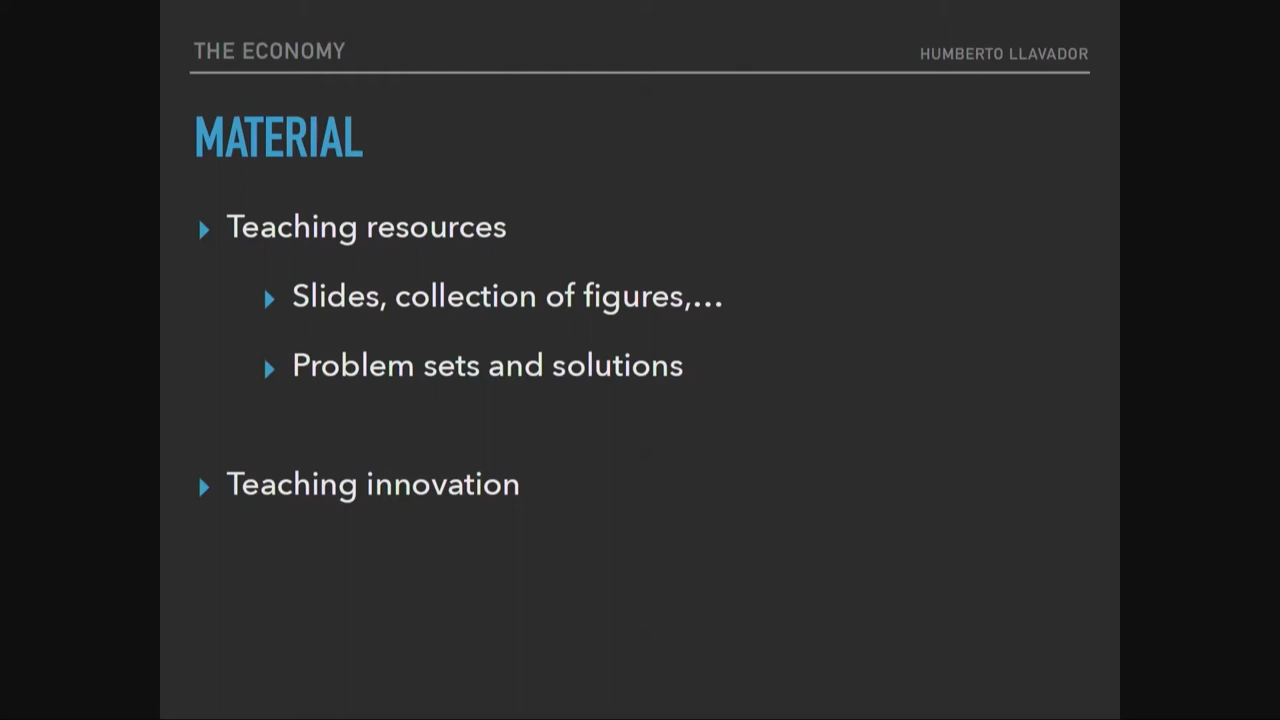 THE ECONOMY
HUMBERTO LLAVADOR
MATERIAL
Teaching resources
Slides, collection of figures,...
Problem sets and solutions
Teaching innovation